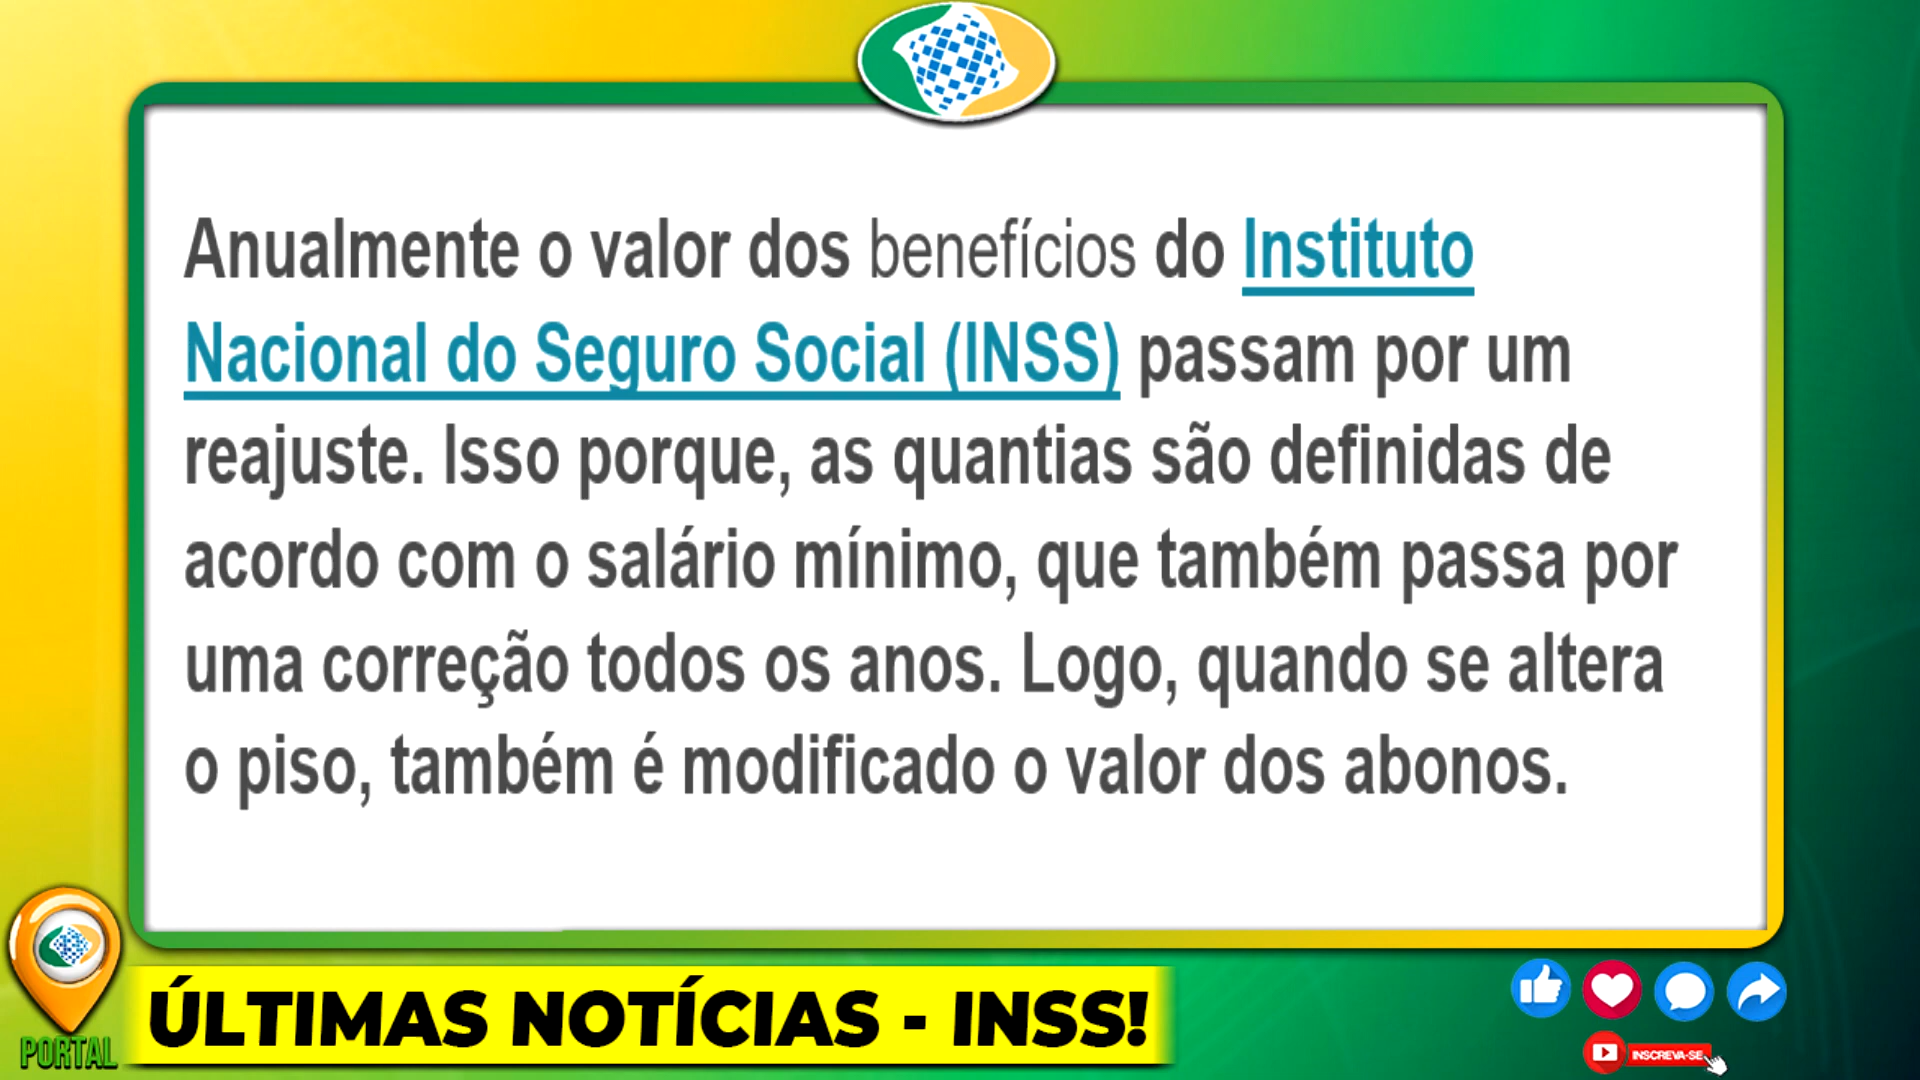 Anualmente o valor dos benefícios do Instituto
Nacional do Seguro Social (INSS) passam por um
reajuste. Isso porque, as quantias são definidas de
acordo com o salário mínimo, que também passa por
uma correção todos os anos. Logo, quando se altera
o piso, também é modificado o valor dos abonos.
PORTAL
ÚLTIMAS NOTÍCIAS - INSS!
INSCREVA-SE